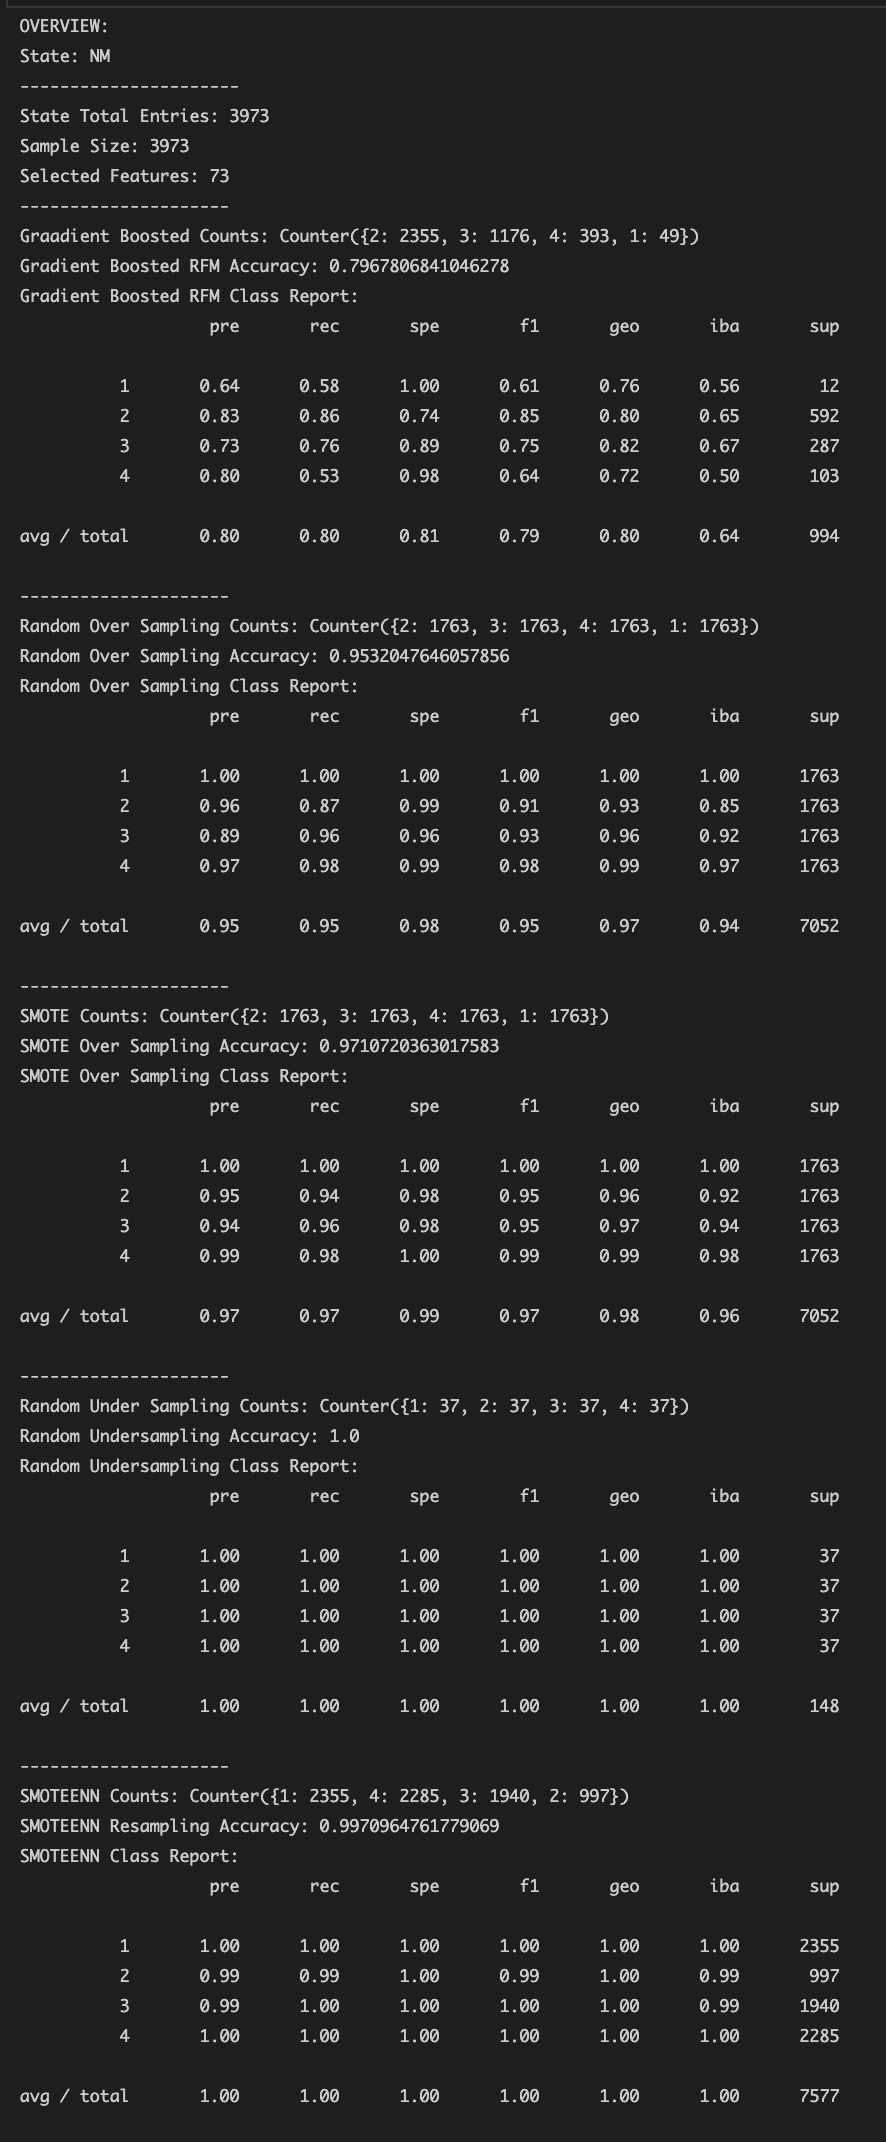 OVERVIEW:
State: NM
----------------------
State Total Entries: 3973
Sample Size: 3973
Selected Features: 73
---------------------
Graadient Boosted Counts: Counter({2: 2355, 3: 1176, 4: 393, 1: 49})
Gradient Boosted RFM Accuracy: 0.7967806841046278
Gradient Boosted RFM Class Report:
pre rec spe f1 geo iba sup
1 0.64 0.58 1.00 0.61 0.76 0.56 12
2 0.83 0.86 0.74 0.85 0.80 0.65 592
3 0.73 0.76 0.89 0.75 0.82 0.67 287
4 0.80 0.53 0.98 0.64 0.72 0.50 103
avg / total 0.80 0.80 0.81 0.79 0.80 0.64 994
---------------------
Random Over Sampling Counts: Counter({2: 1763, 3: 1763, 4: 1763, 1: 1763})
Random Over Sampling Accuracy: 0.9532047646057856
Random Over Sampling Class Report:
pre rec spe f1 geo iba sup
1 1.00 1.00 1.00 1.00 1.00 1.00 1763
2 0.96 0.87 0.99 0.91 0.93 0.85 1763
3 0.89 0.96 0.96 0.93 0.96 0.92 1763
4 0.97 0.98 0.99 0.98 0.99 0.97 1763
avg / total 0.95 0.95 0.98 0.95 0.97 0.94 7052
---------------------
SMOTE Counts: Counter({2: 1763, 3: 1763, 4: 1763, 1: 1763})
SMOTE Over Sampling Accuracy: 0.9710720363017583
SMOTE Over Sampling Class Report:
pre rec spe f1 geo iba sup
1 1.00 1.00 1.00 1.00 1.00 1.00 1763
2 0.95 0.94 0.98 0.95 0.96 0.92 1763
3 0.94 0.96 0.98 0.95 0.97 0.94 1763
4 0.99 0.98 1.00 0.99 0.99 0.98 1763
avg / total 0.97 0.97 0.99 0.97 0.98 0.96 7052
---------------------
Random Under Sampling Counts: Counter({1: 37, 2: 37, 3: 37, 4: 37})
Random Undersampling Accuracy: 1.0
Random Undersampling Class Report:
pre rec spe f1 geo iba sup
1 1.00 1.00 1.00 1.00 1.00 1.00 37
2 1.00 1.00 1.00 1.00 1.00 1.00 37
3 1.00 1.00 1.00 1.00 1.00 1.00 37
4 1.00 1.00 1.00 1.00 1.00 1.00 37
avg / total 1.00 1.00 1.00 1.00 1.00 1.00 148
---------------------
SMOTEENN Counts: Counter({1: 2355, 4: 2285, 3: 1940, 2: 997})
SMOTEENN Resampling Accuracy: 0.9970964761779069
SMOTEENN Class Report:
pre rec spe f1 geo iba sup
1 1.00 1.00 1.00 1.00 1.00 1.00 2355
2 0.99 0.99 1.00 0.99 1.00 0.99 997
3 0.99 1.00 1.00 1.00 1.00 0.99 1940
4 1.00 1.00 1.00 1.00 1.00 1.00 2285
avg / total 1.00 1.00 1.00 1.00 1.00 1.00 7577